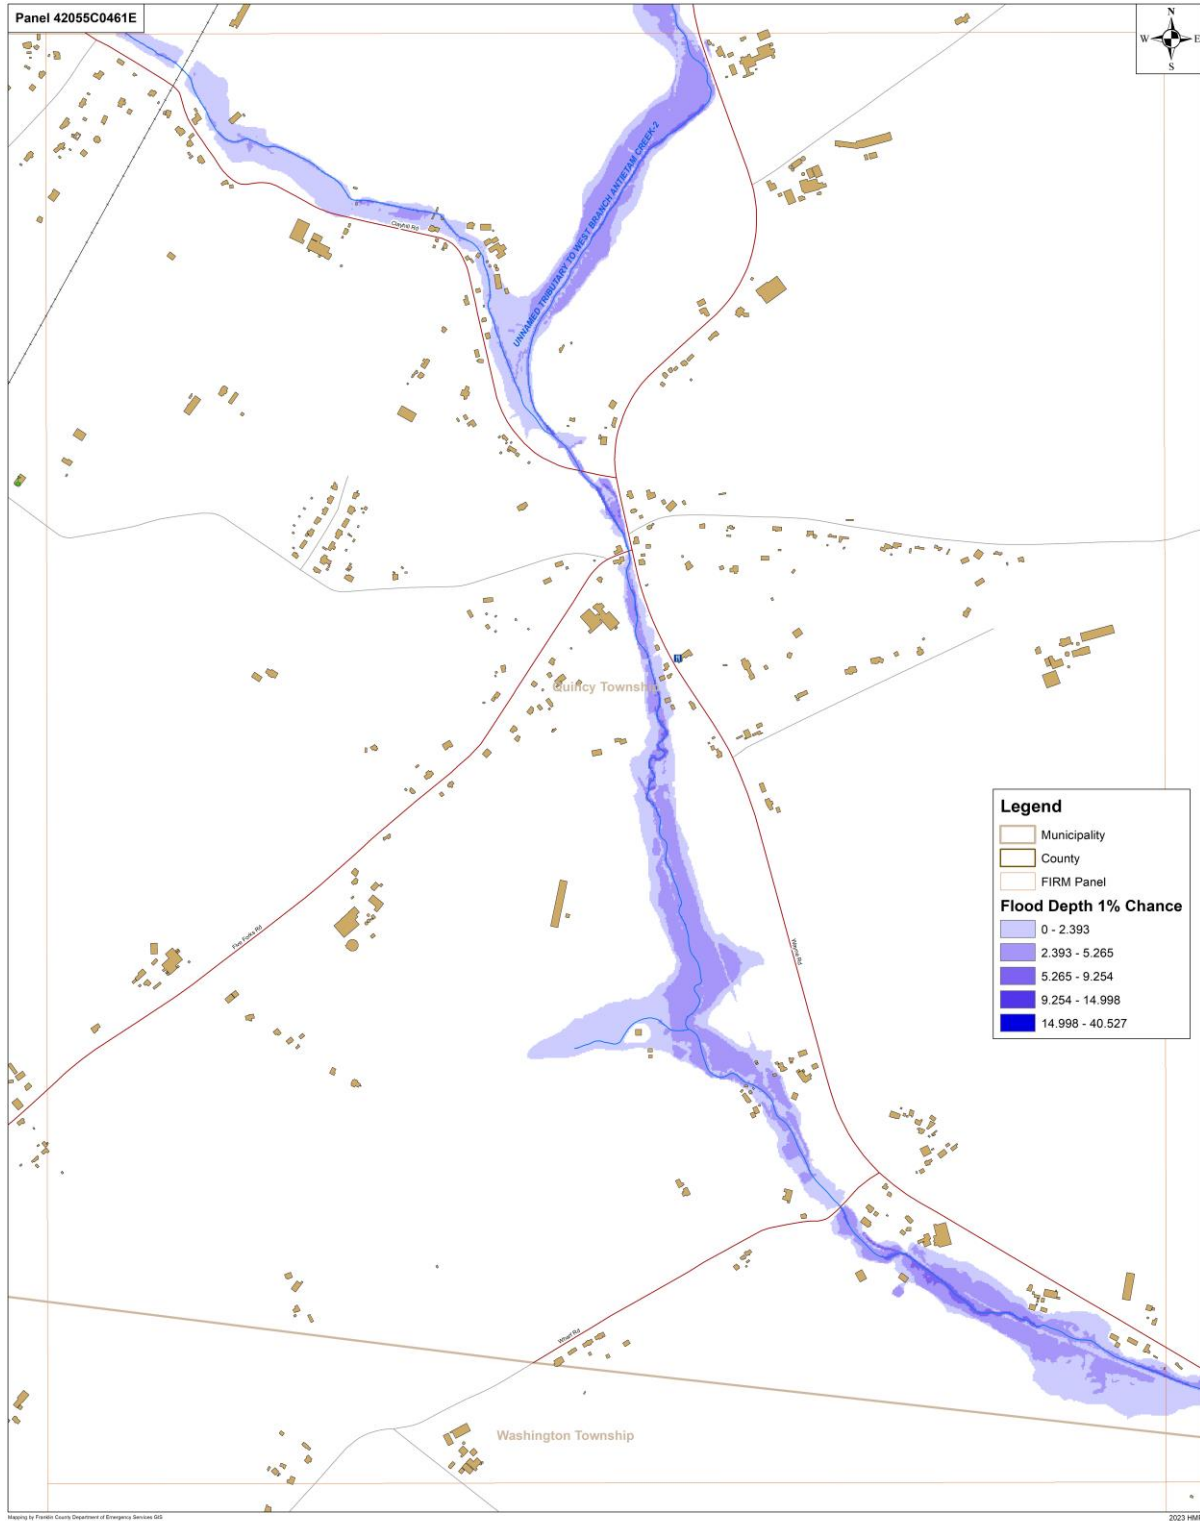 Panel 42055C0461E
N
W E
S
UNNAMED TRIBUTARY TO WEST BRANCH ANTIETAM CREEK-2
Clayhill Rd
Quincy Township
Legend
Municipality
County
FIRM Panel
Flood Depth 1% Chance
0 - 2.393
2.393 - 5.265
5.265 - 9.254
9.254 - 14.998
14.998 - 40.527
Five Forks Rd
Wayne Rd
Wharf Rd
Washington Township
Mapping by Franklin County Department of Emergency Services GIS
2023 HMP